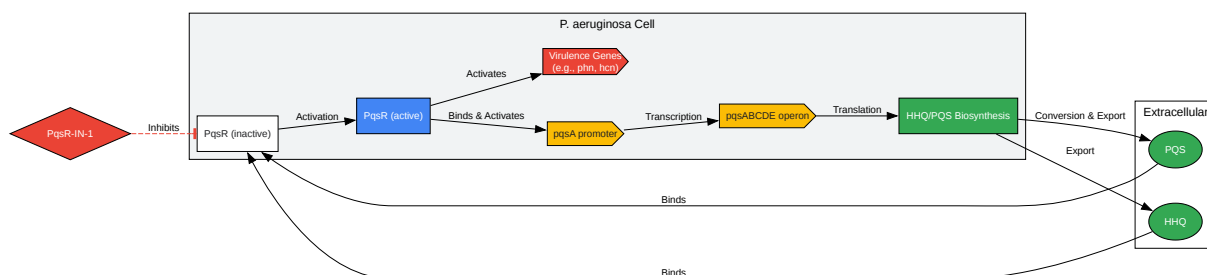 P. aeruginosa Cell
Virulence Genes
(e.g., phn, hcn)
Activates
PqsR-IN-1
Inhibits
PqsR (inactive)
Activation
PqsR (active)
Binds & Activates
pqsA promoter
Transcription
pqsABCDE operon
Translation
HHQ/PQS Biosynthesis
Conversion & Export
Export
Extracellular
PQS
HHQ
Binds
Binds